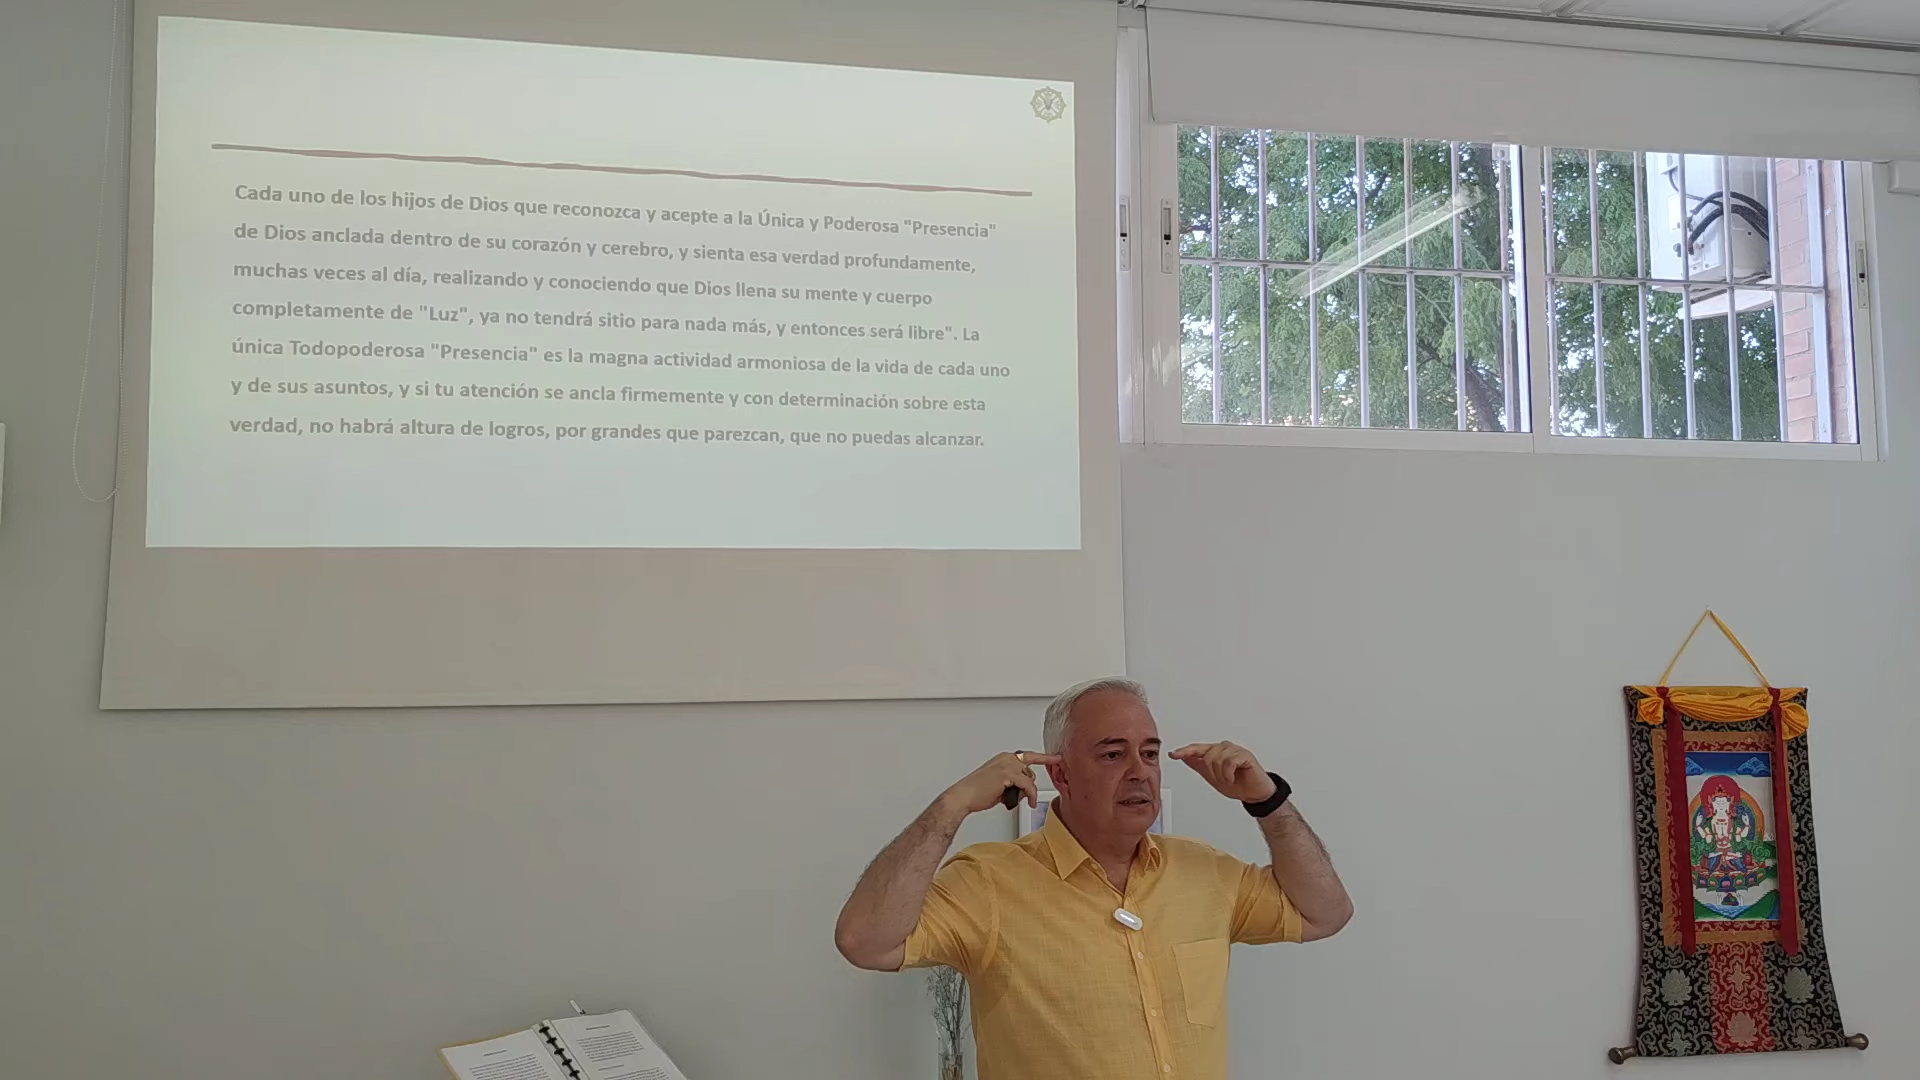 Cada uno de los hijos de Dios que reconozca y acepte a la Única y Poderosa "Presencia"
de Dios anclada dentro de su corazón y cerebro, y sienta esa verdad profundamente,
muchas veces al día, realizando y conociendo que Dios llena su mente y cuerpo
completamente de "Luz", ya no tendrá sitio para nada más, y entonces será libre". La
única Todopoderosa "Presencia" es la magna actividad armoniosa de la vida de cada uno
y de sus asuntos, y si tu atención se ancla firmemente y con determinación sobre esta
verdad, no habrá altura de logros, por grandes que parezcan, que no puedas alcanzar.